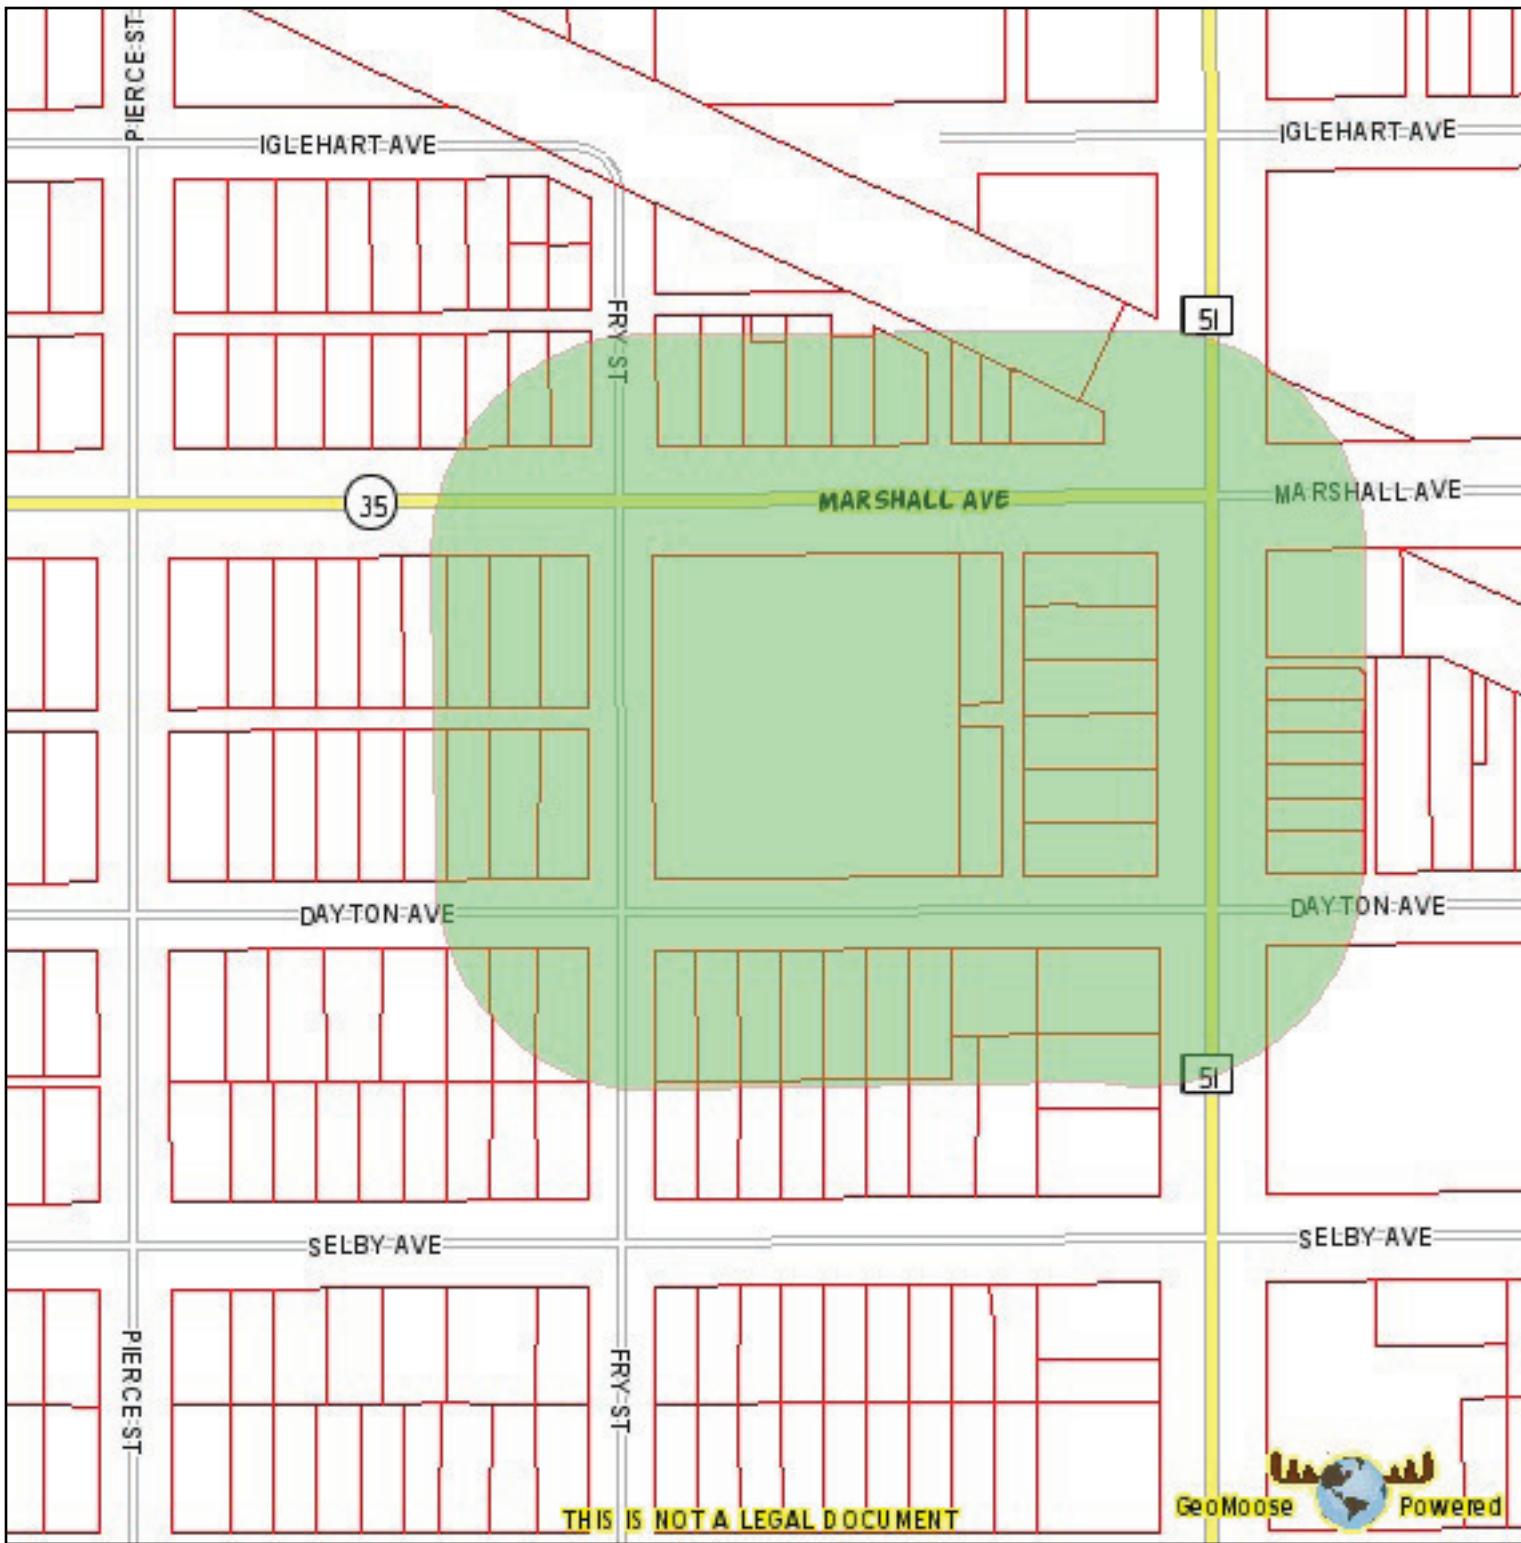 PIERCE ST
IGLEHART AVE
IGLEHART AVE
FRY ST
51
35
MARSHALL AVE
MARSHALL AVE
DAYTON AVE
DAYTON AVE
51
SELBY AVE
SELBY AVE
PIERCE ST
FRY ST
THIS IS NOT A LEGAL DOCUMENT
GeoMoose Powered